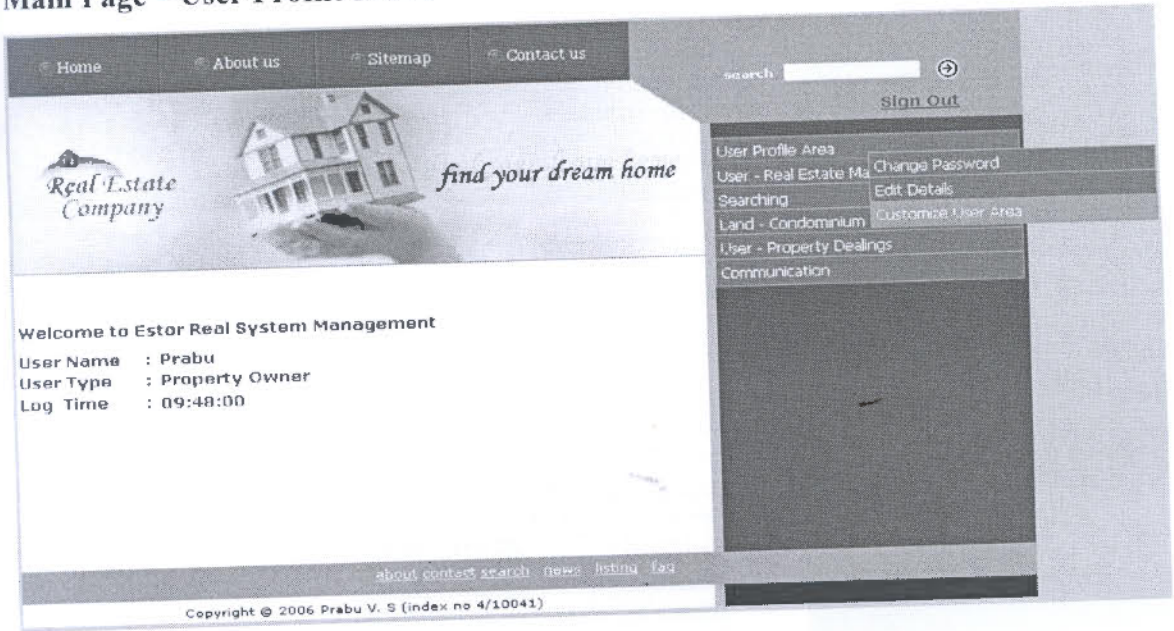 Main Page - User Profile
Home About us Sitemap Contact us
search
Sign Out
Real Estate
Company
find your dream home
User Profile Area
Change Password
User - Real Estate Ma
Edit Details
Searching
Customize User Area
Land - Condominium
User - Property Dealings
Communication
Welcome to Estor Real System Management
User Name : Prabu
User Type : Property Owner
Log Time : 09:48:00
about contact search news listing faq
Copyright @ 2006 Prabu V. S (index no 4/10041)